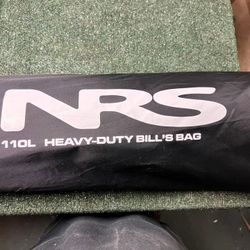 NRS
110L HEAVY-DUTY BILL'S BAG